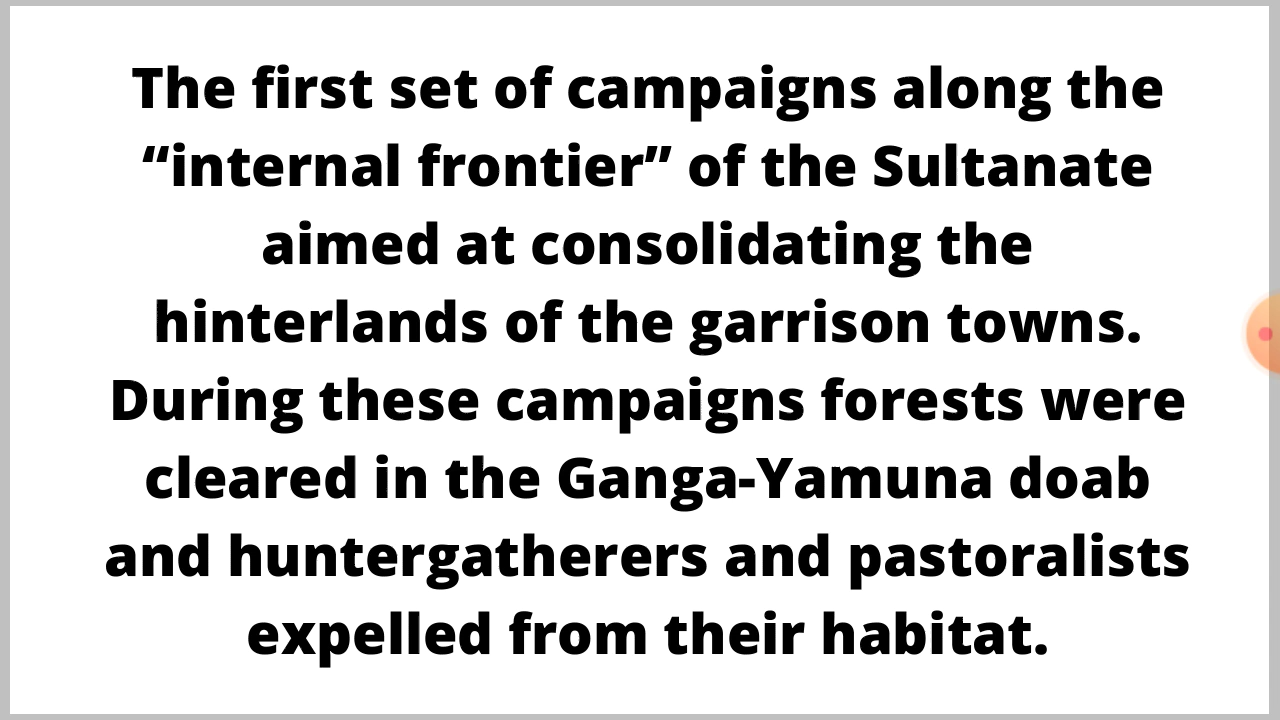 The first set of campaigns along the
“internal frontier” of the Sultanate
aimed at consolidating the
hinterlands of the garrison towns.
During these campaigns forests were
cleared in the Ganga-Yamuna doab
and huntergatherers and pastoralists
expelled from their habitat.